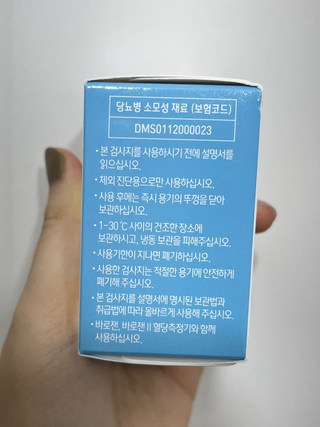 당뇨병 소모성 재료 (보험코드)
DMS0112000023
• 본 검사지를 사용하시기 전에 설명서를
읽으십시오.
• 체외 진단용으로만 사용하십시오.
• 사용 후에는 즉시 용기의 뚜껑을 닫아
보관하십시오.
• 1-30 ℃ 사이의 건조한 장소에
보관하시고, 냉동 보관을 피해주십시오.
• 사용기한이 지나면 폐기하십시오.
• 사용한 검사지는 적절한 용기에 안전하게
폐기해 주십시오.
• 본 검사지를 설명서에 명시된 보관법과
취급법에 따라 올바르게 사용해 주십시오.
• 바로잰, 바로잰 II 혈당측정기와 함께
사용하십시오.